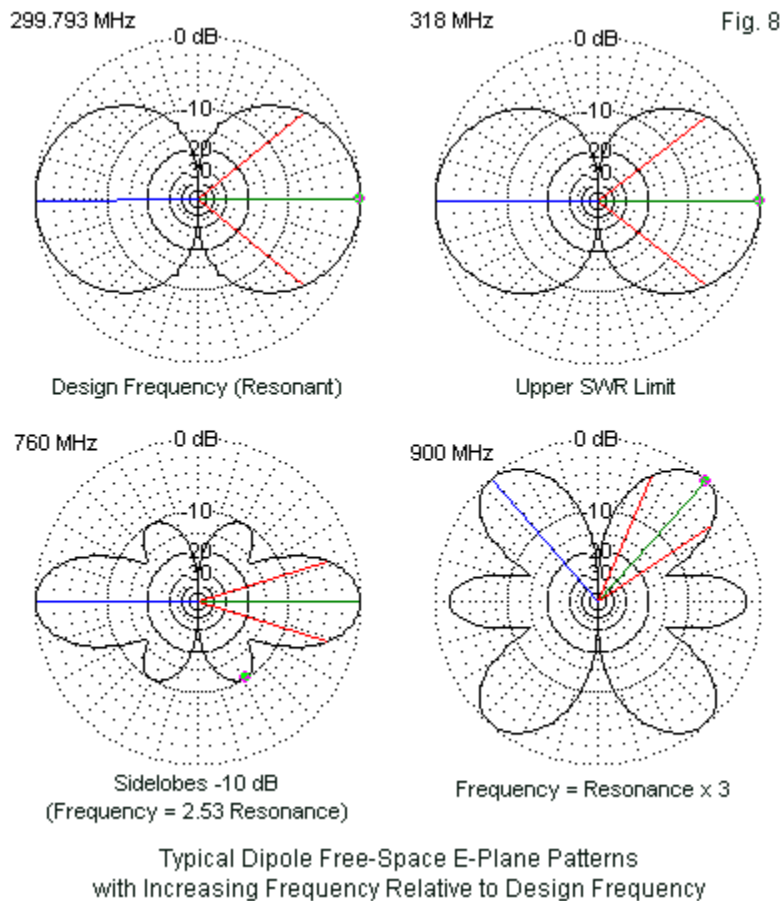 299.793 MHz
0 dB
-10
20
30
Design Frequency (Resonant)
318 MHz
Fig. 8
0 dB
-10
20
30
Upper SWR Limit
760 MHz
0 dB
-10
20
30
Sidelobes -10 dB
(Frequency = 2.53 Resonance)
900 MHz
0 dB
-10
20
30
Frequency = Resonance x 3
Typical Dipole Free-Space E-Plane Patterns
with Increasing Frequency Relative to Design Frequency